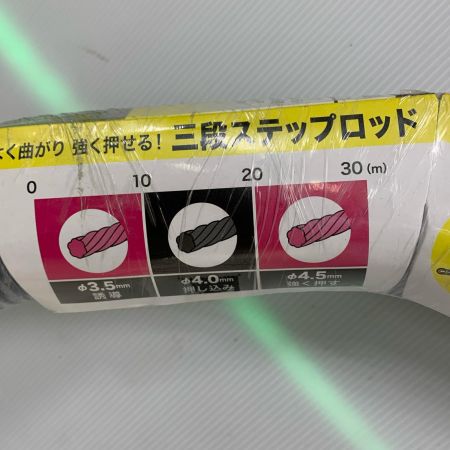 く曲がり 強く押せる! 三段ステップロッド
0 10 20 30(m)
φ3.5mm φ4.0mm φ4.5mm
誘導 押し込み 強く押す